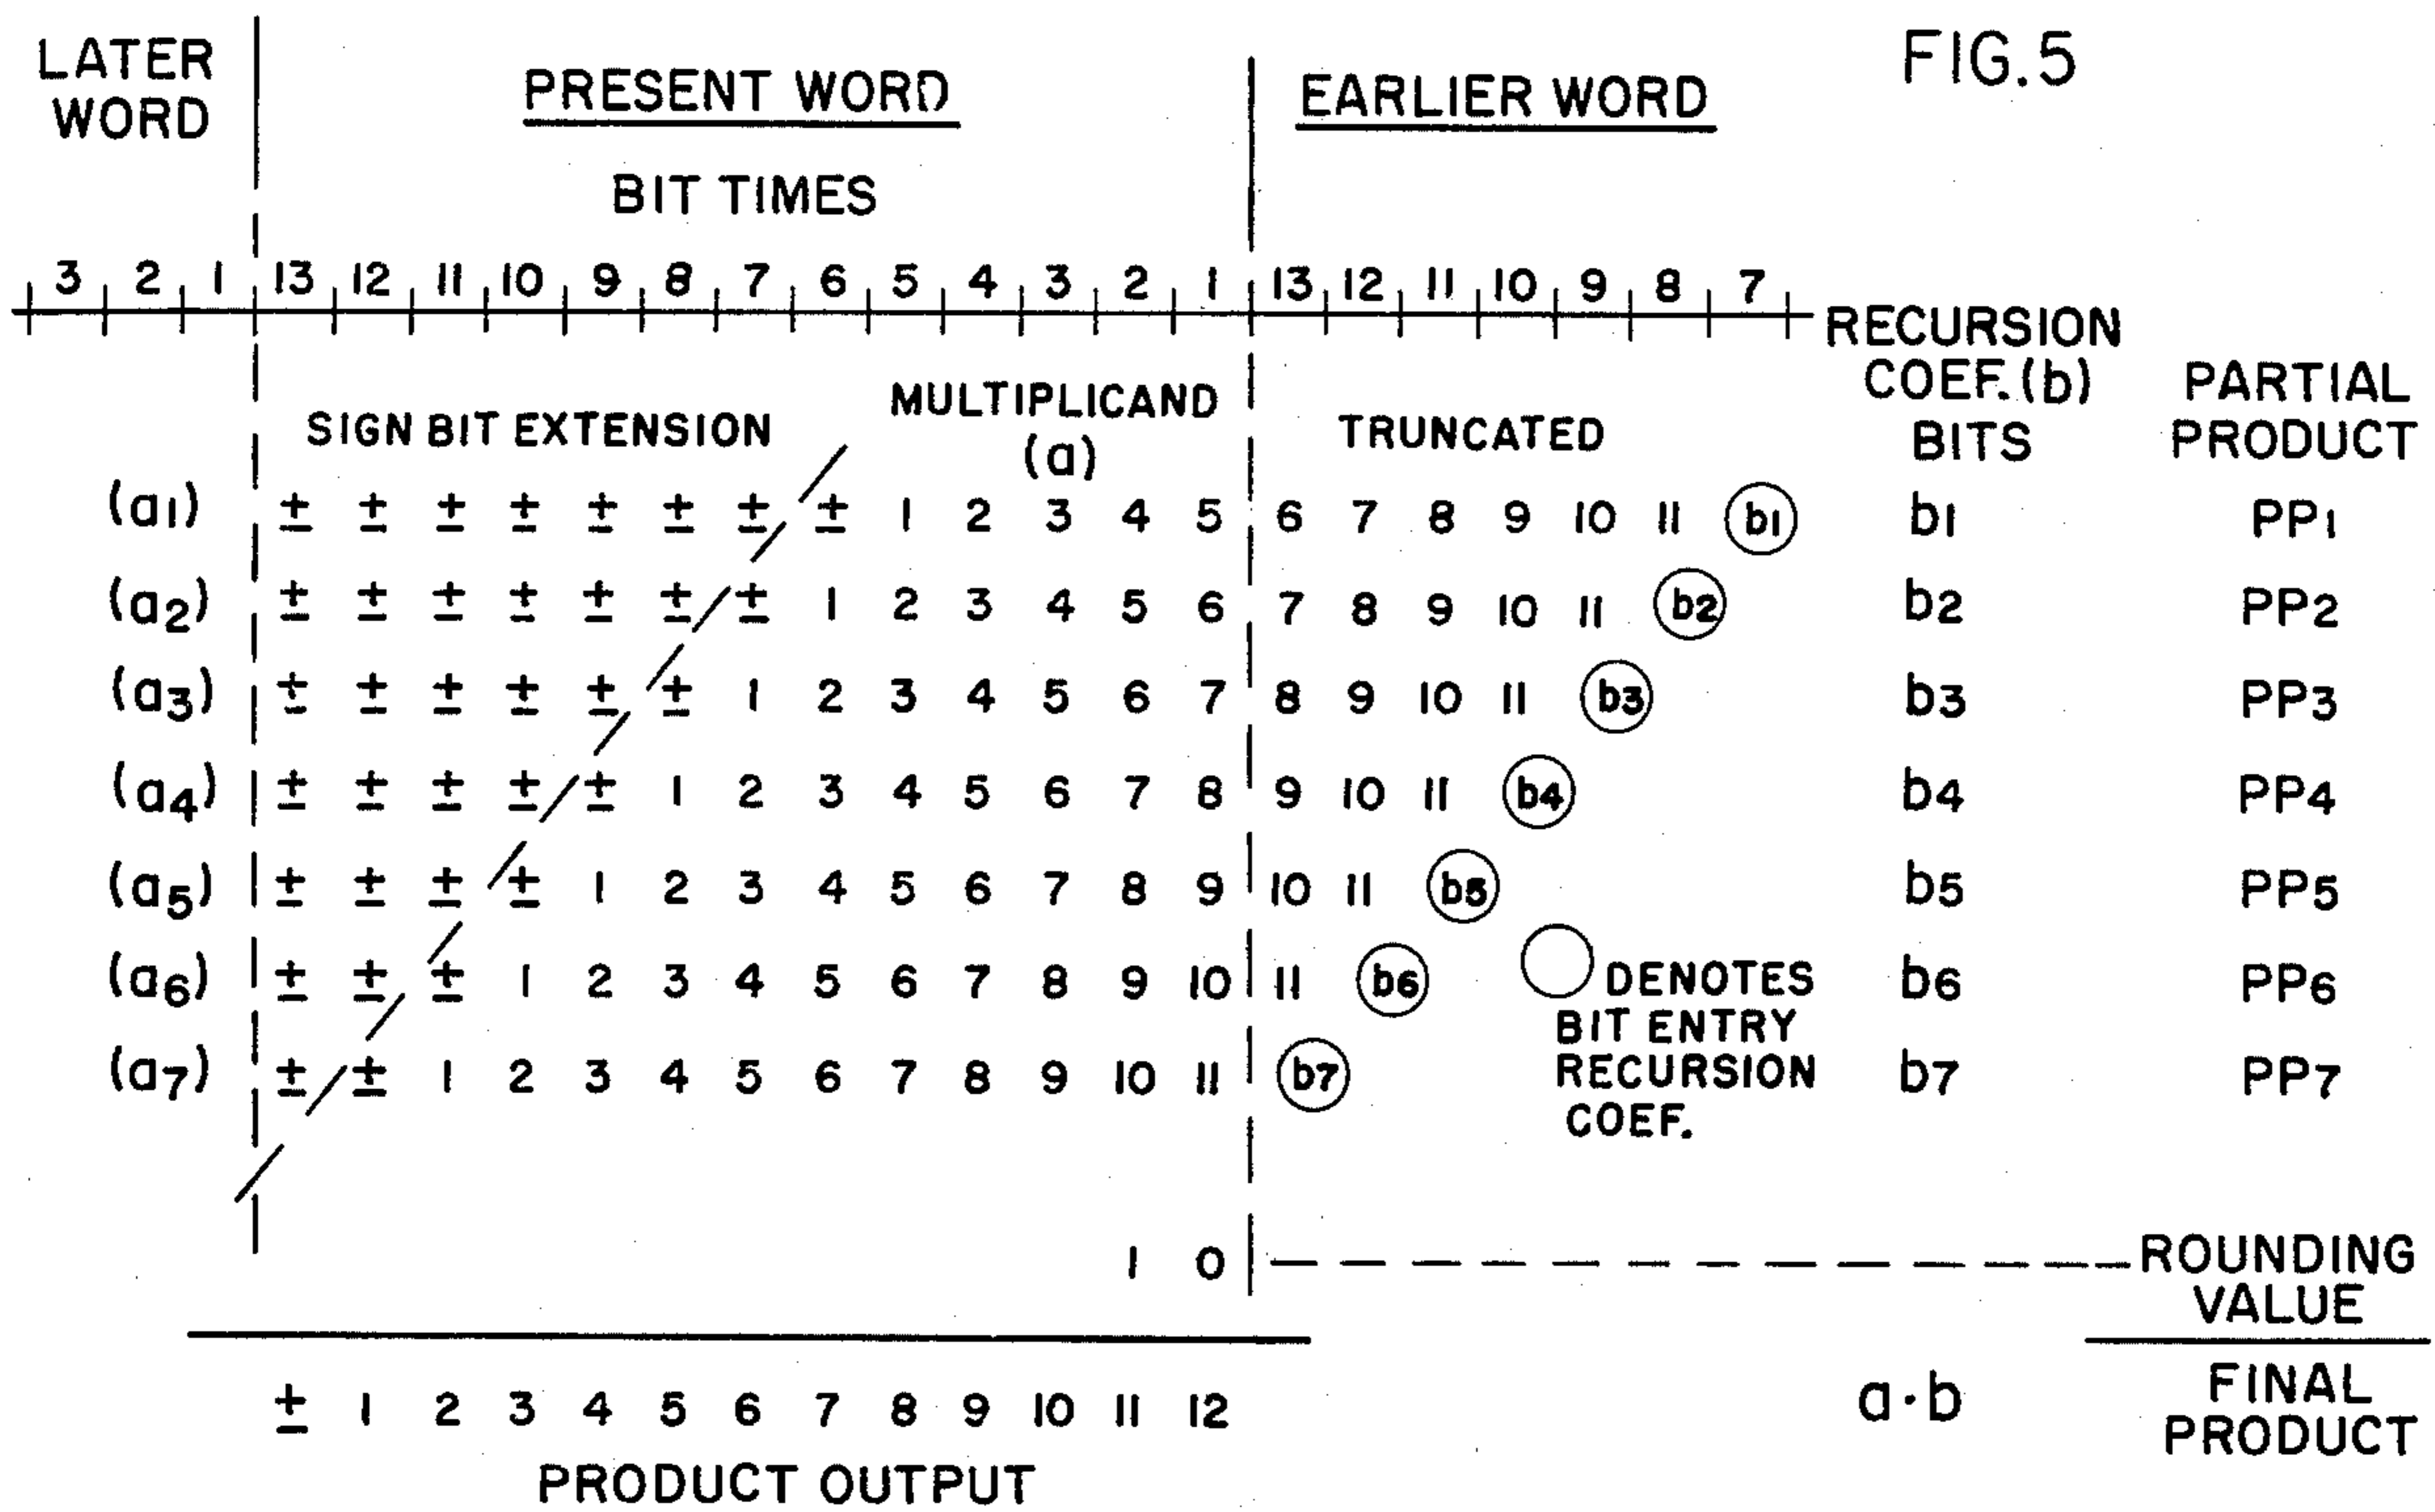 FIG.5
LATER
WORD
PRESENT WORD
EARLIER WORD
BIT TIMES
3 2 1 13 12 11 10 9 8 7 6 5 4 3 2 1 13 12 11 10 9 8 7
RECURSION
COEF.(b)
BITS
PARTIAL
PRODUCT
SIGN BIT EXTENSION
MULTIPLICAND
(a)
TRUNCATED
(a1) ± ± ± ± ± ± ± ± 1 2 3 4 5 6 7 8 9 10 11 b1 b1 PP1
(a2) ± ± ± ± ± ± ± 1 2 3 4 5 6 7 8 9 10 11 b2 b2 PP2
(a3) ± ± ± ± ± ± 1 2 3 4 5 6 7 8 9 10 11 b3 b3 PP3
(a4) ± ± ± ± ± 1 2 3 4 5 6 7 8 9 10 11 b4 b4 PP4
(a5) ± ± ± ± 1 2 3 4 5 6 7 8 9 10 11 b5 b5 PP5
(a6) ± ± ± 1 2 3 4 5 6 7 8 9 10 11 b6 b6 PP6
(a7) ± ± 1 2 3 4 5 6 7 8 9 10 11 b7 b7 PP7
DENOTES
BIT ENTRY
RECURSION
COEF.
1 0 ROUNDING
VALUE
± 1 2 3 4 5 6 7 8 9 10 11 12 a·b FINAL
PRODUCT
PRODUCT OUTPUT